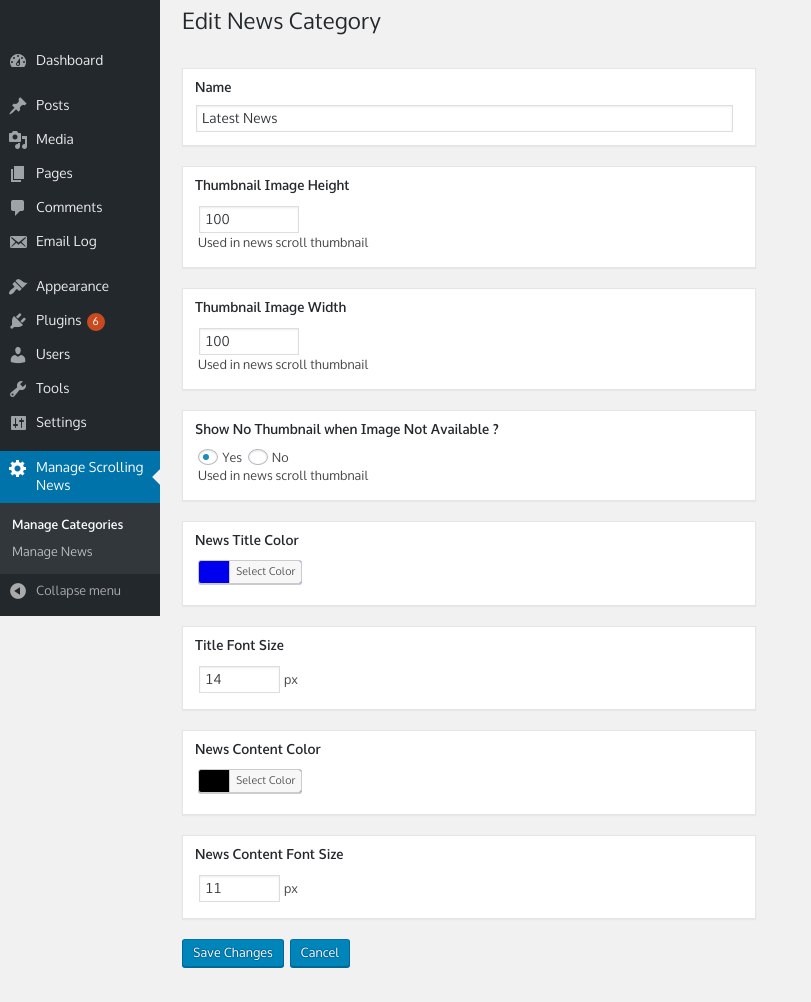 Edit News Category
Dashboard
Posts
Media
Pages
Comments
Email Log
Appearance
Plugins 6
Users
Tools
Settings
Manage Scrolling
News
Manage Categories
Manage News
Collapse menu
Name
Latest News
Thumbnail Image Height
100
Used in news scroll thumbnail
Thumbnail Image Width
100
Used in news scroll thumbnail
Show No Thumbnail when Image Not Available ?
Yes No
Used in news scroll thumbnail
News Title Color
Select Color
Title Font Size
14 px
News Content Color
Select Color
News Content Font Size
11 px
Save Changes Cancel